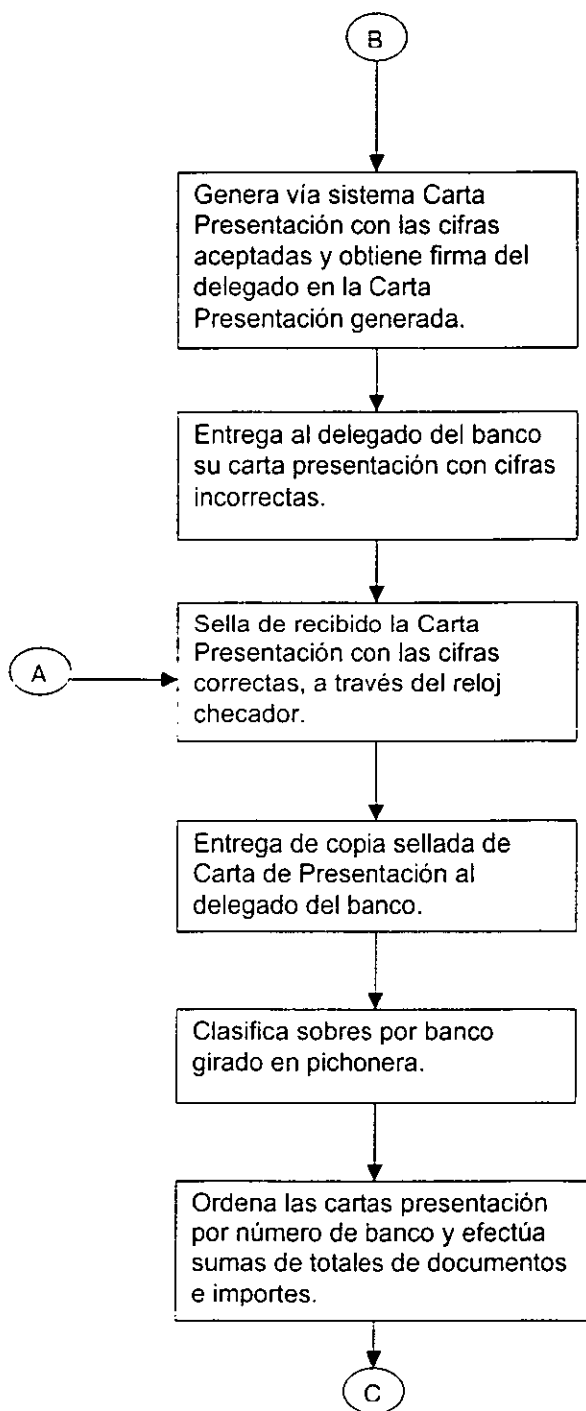 B
Genera vía sistema Carta
Presentación con las cifras
aceptadas y obtiene firma del
delegado en la Carta
Presentación generada.
Entrega al delegado del banco
su carta presentación con cifras
incorrectas.
A
Sella de recibido la Carta
Presentación con las cifras
correctas, a través del reloj
checador.
Entrega de copia sellada de
Carta de Presentación al
delegado del banco.
Clasifica sobres por banco
girado en pichonera.
Ordena las cartas presentación
por número de banco y efectúa
sumas de totales de documentos
e importes.
C